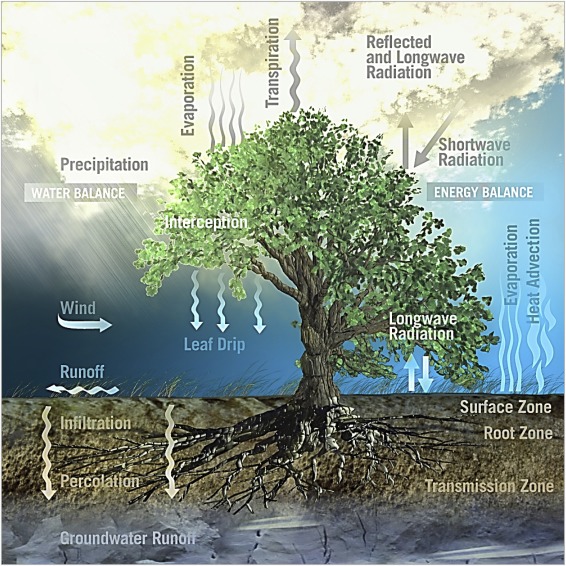 Transpiration
Reflected
and Longwave
Radiation
Evaporation
Shortwave
Radiation
Precipitation
WATER BALANCE
ENERGY BALANCE
Interception
Evaporation
Heat Advection
Wind
Longwave
Radiation
Leaf Drip
Runoff
Surface Zone
Infiltration
Root Zone
Percolation
Transmission Zone
Groundwater Runoff